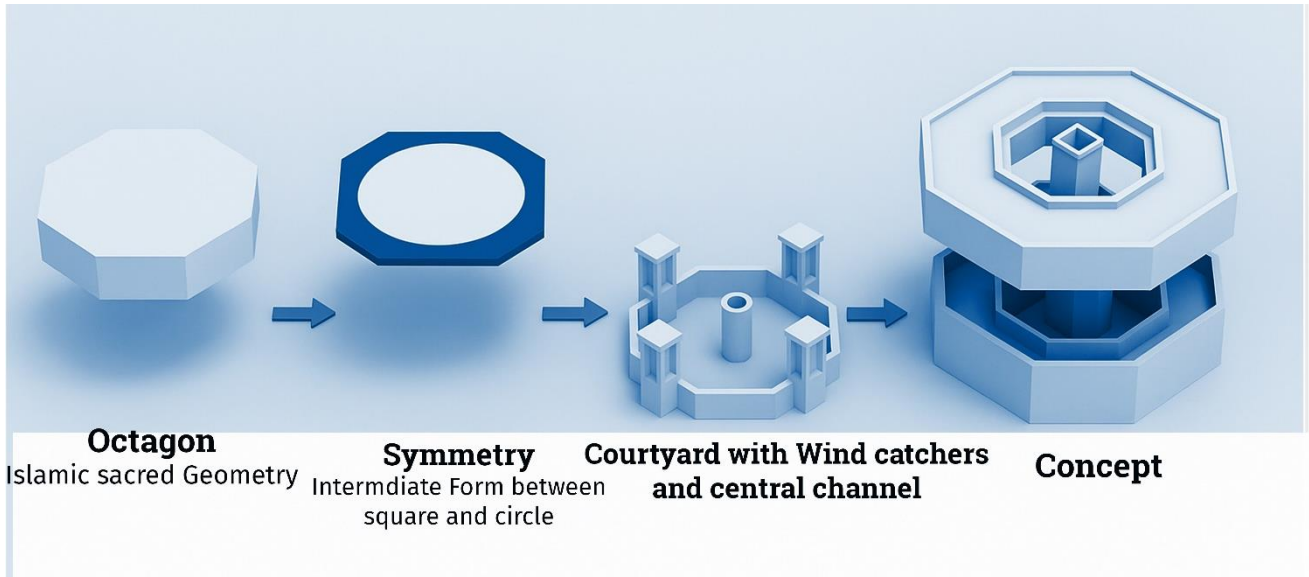 Octagon
Islamic sacred Geometry
Symmetry
Intermdiate Form between
square and circle
Courtyard with Wind catchers
and central channel
Concept